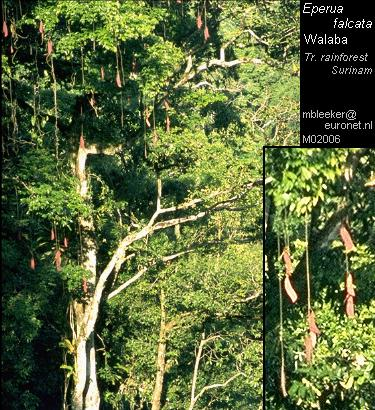 Eperua
falcata
Walaba
Tr. rainforest
Surinam
mbleeker@
euronet.nl
M02006